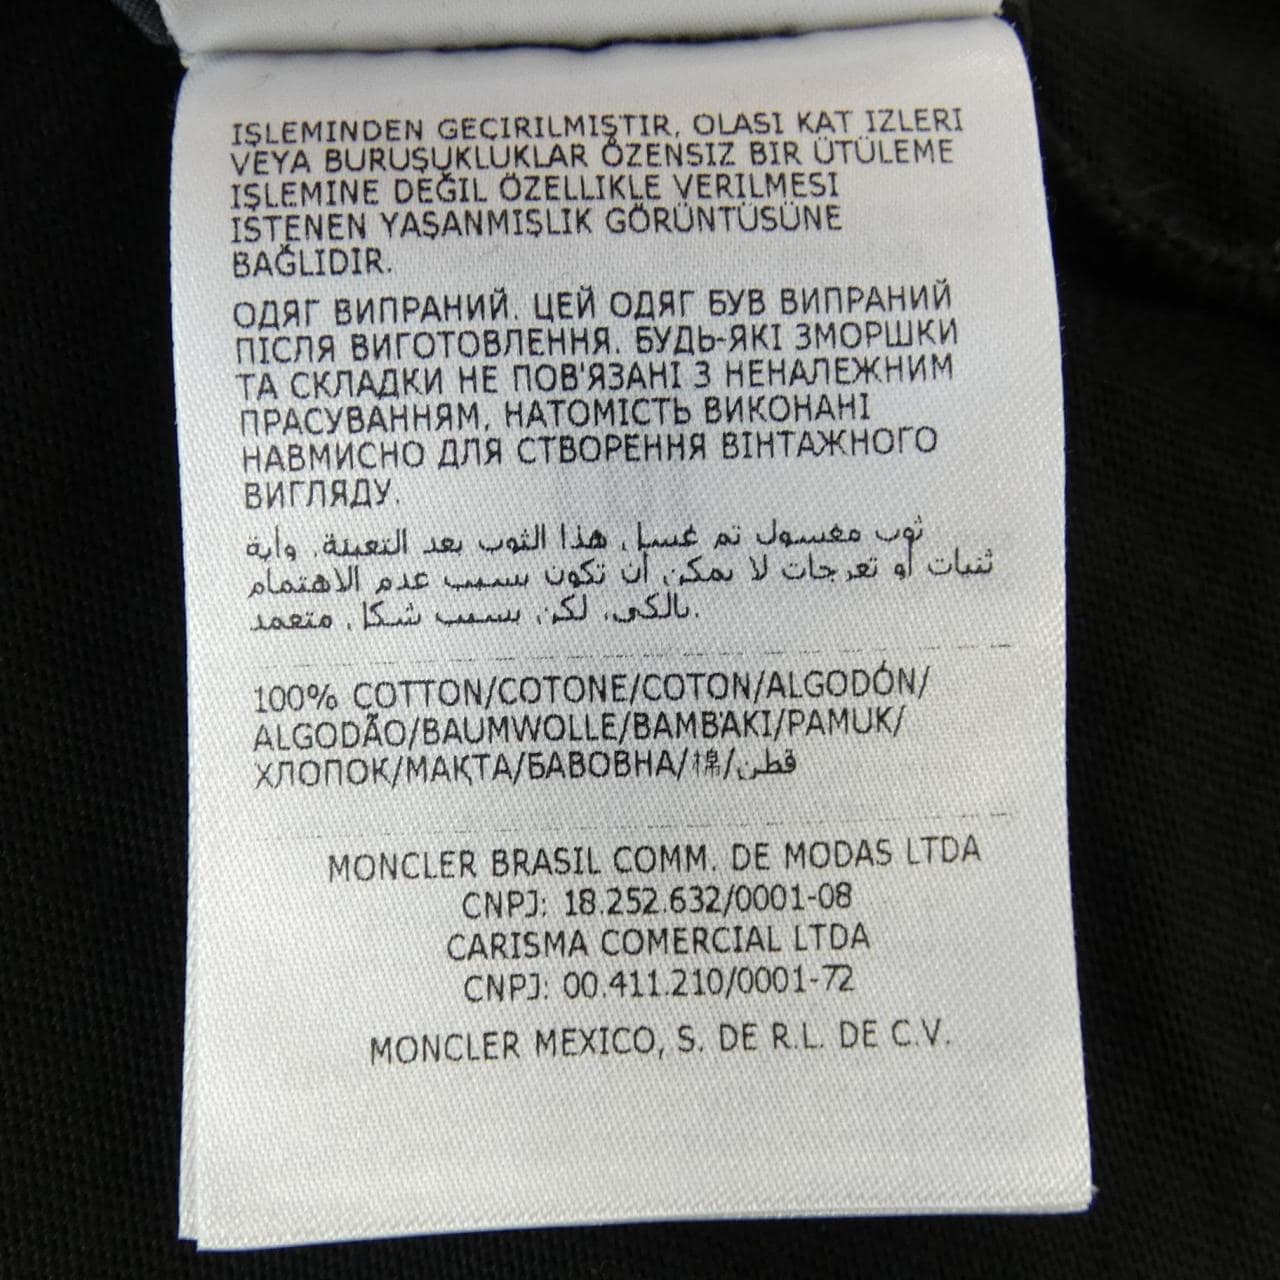 IŞLEMINDEN GEÇIRILMIŞTIR, OLASI KAT IZLERI
VEYA BURUŞUKLUKLAR ÖZENSIZ BIR ÜTÜLEME
IŞLEMINE DEĞIL ÖZELLIKLE VERILMESI
ISTENEN YAŞANMIŞLIK GÖRÜNTÜSÜNE
BAĞLIDIR.
ОДЯГ ВИПРАНИЙ. ЦЕЙ ОДЯГ БУВ ВИПРАНИЙ
ПІСЛЯ ВИГОТОВЛЕННЯ. БУДЬ-ЯКІ ЗМОРШКИ
ТА СКЛАДКИ НЕ ПОВ'ЯЗАНІ З НЕНАЛЕЖНИМ
ПРАСУВАННЯМ, НАТОМІСТЬ ВИКОНАНІ
НАВМИСНО ДЛЯ СТВОРЕННЯ ВІНТАЖНОГО
ВИГЛЯДУ.
ثوب مغسول تم غسل هذا الثوب بعد التعبئة. وأية
ثنيات أو تعرجات لا يمكن أن تكون بسبب عدم الاهتمام
بالكي، لكن بسبب شكل متعمد.
100% COTTON/COTONE/COTON/ALGODÓN/
ALGODÃO/BAUMWOLLE/BAMBAKI/PAMUK/
ХЛОПОК/МАҚТА/БАВОВНА/棉/قطن
MONCLER BRASIL COMM. DE MODAS LTDA
CNPJ: 18.252.632/0001-08
CARISMA COMERCIAL LTDA
CNPJ: 00.411.210/0001-72
MONCLER MEXICO, S. DE R.L. DE C.V.